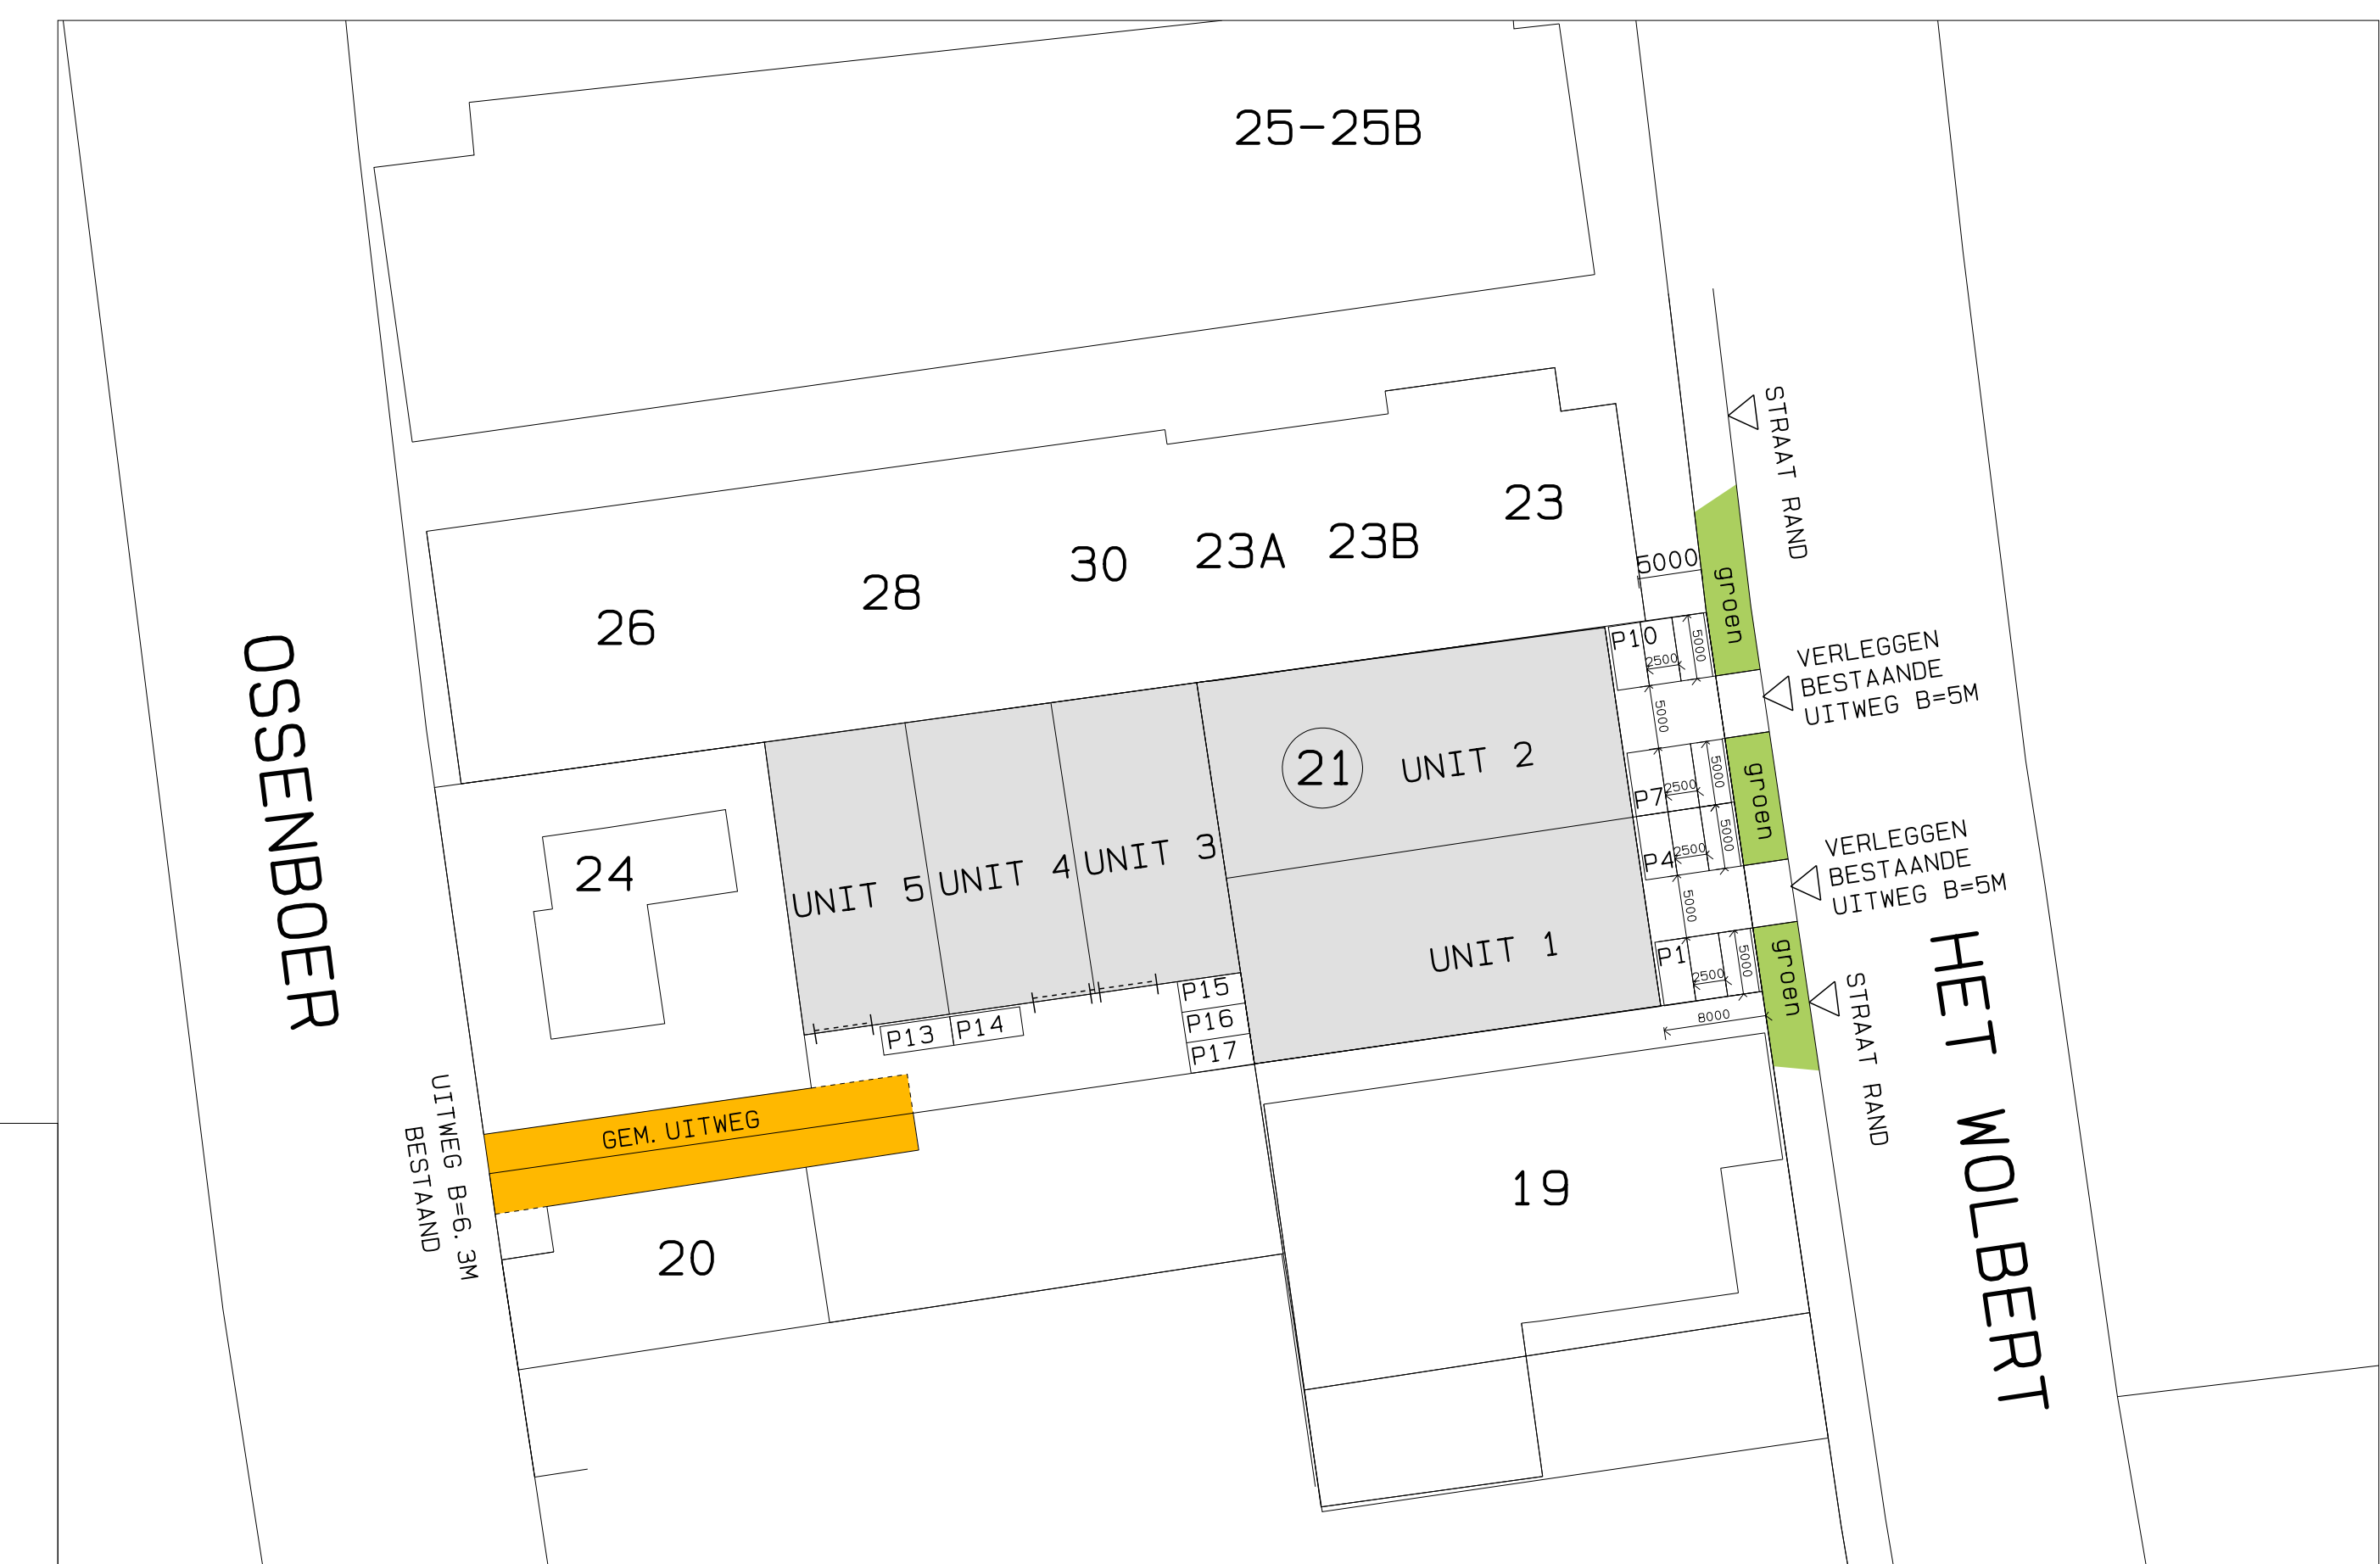 25-25B
23
23B
23A
30
28
26
5000
groen
STRAAT RAND
P10
2500
5000
5000
VERLEGGEN
BESTAANDE
UITWEG B=5M
21
UNIT 2
P7
2500
5000
groen
P4
2500
5000
5000
VERLEGGEN
BESTAANDE
UITWEG B=5M
UNIT 3
UNIT 4
UNIT 5
24
UNIT 1
P1
2500
5000
groen
8000
STRAAT RAND
P15
P16
P17
P13
P14
OSSENBOER
HET WOLBERT
GEM. UITWEG
UITWEG B=6.3M
BESTAAND
20
19